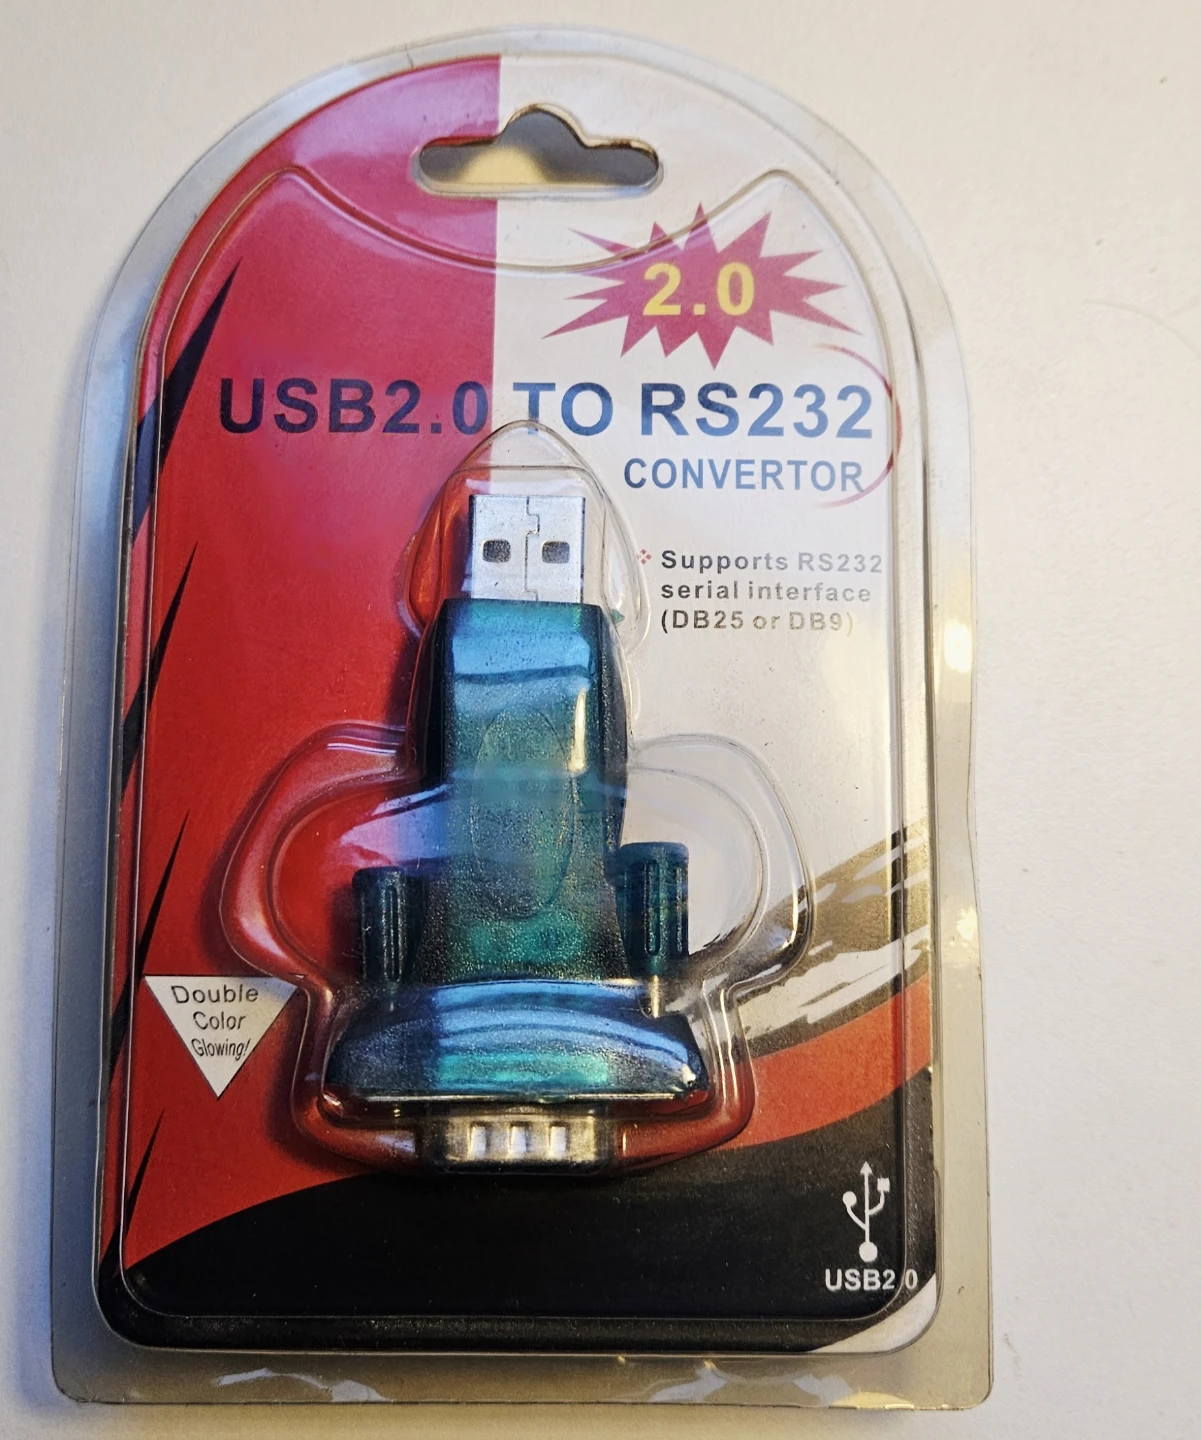 2.0
USB2.0 TO RS232
CONVERTOR
Supports RS232
serial interface
(DB25 or DB9)
Double
Color
Glowing!
USB2.0